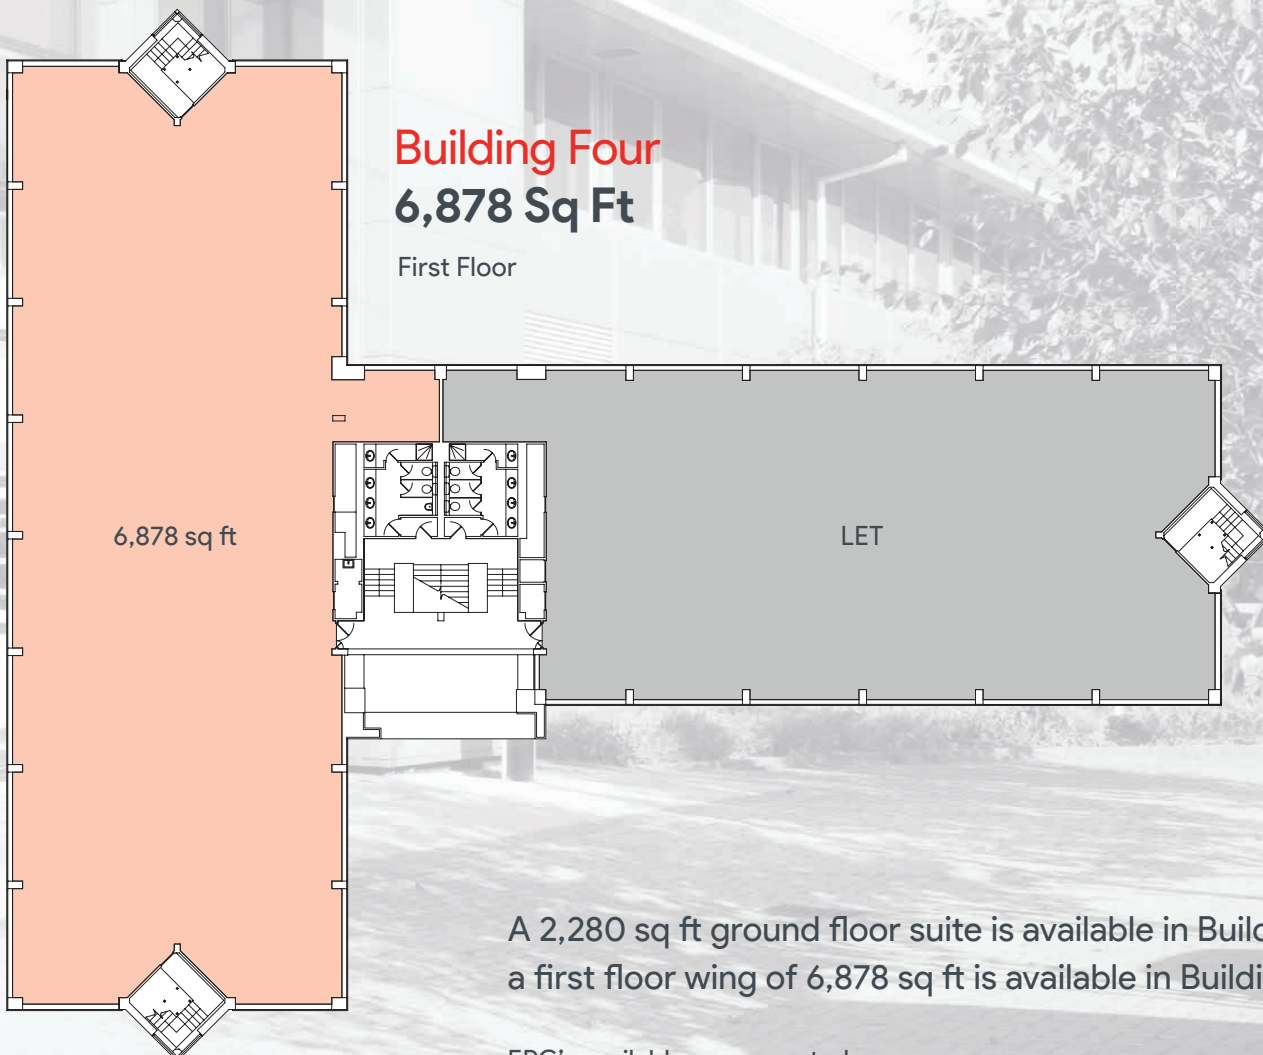 Building Four
6,878 Sq Ft
First Floor
6,878 sq ft
LET
A 2,280 sq ft ground floor suite is available in
a first floor wing of 6,878 sq ft is available in